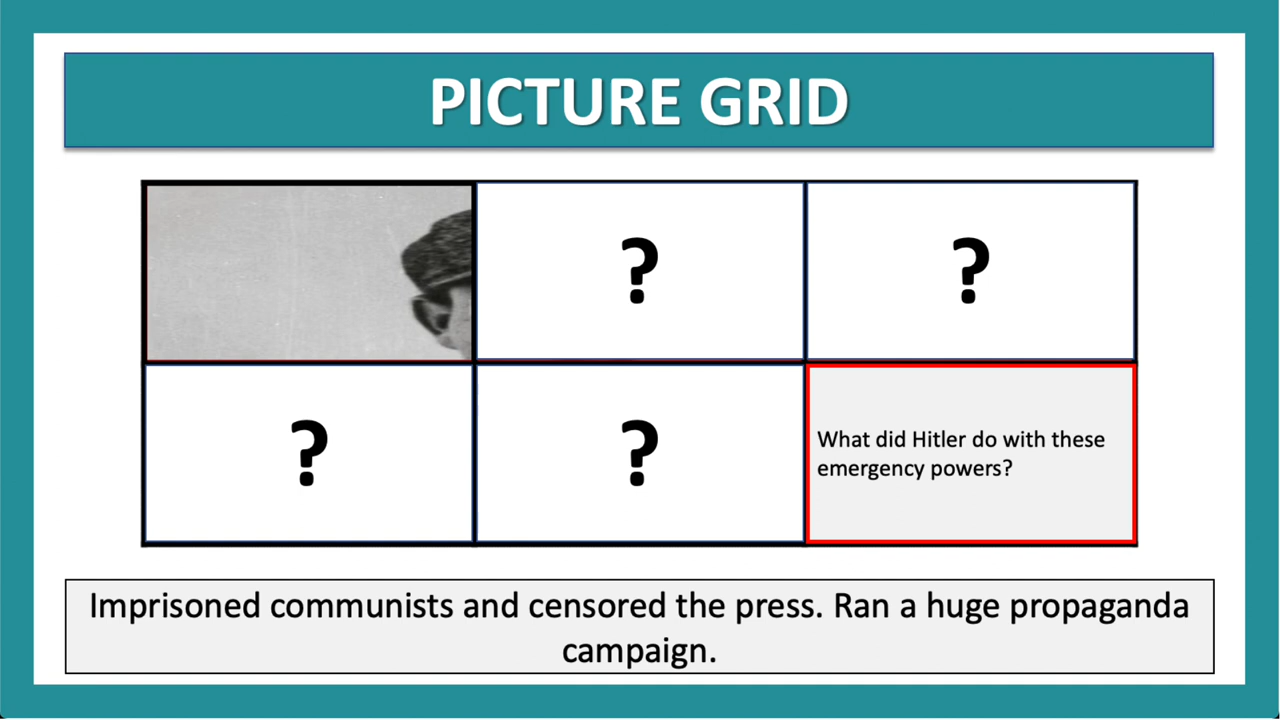 PICTURE GRID
?
?
?
?
What did Hitler do with these
emergency powers?
Imprisoned communists and censored the press. Ran a huge propaganda
campaign.